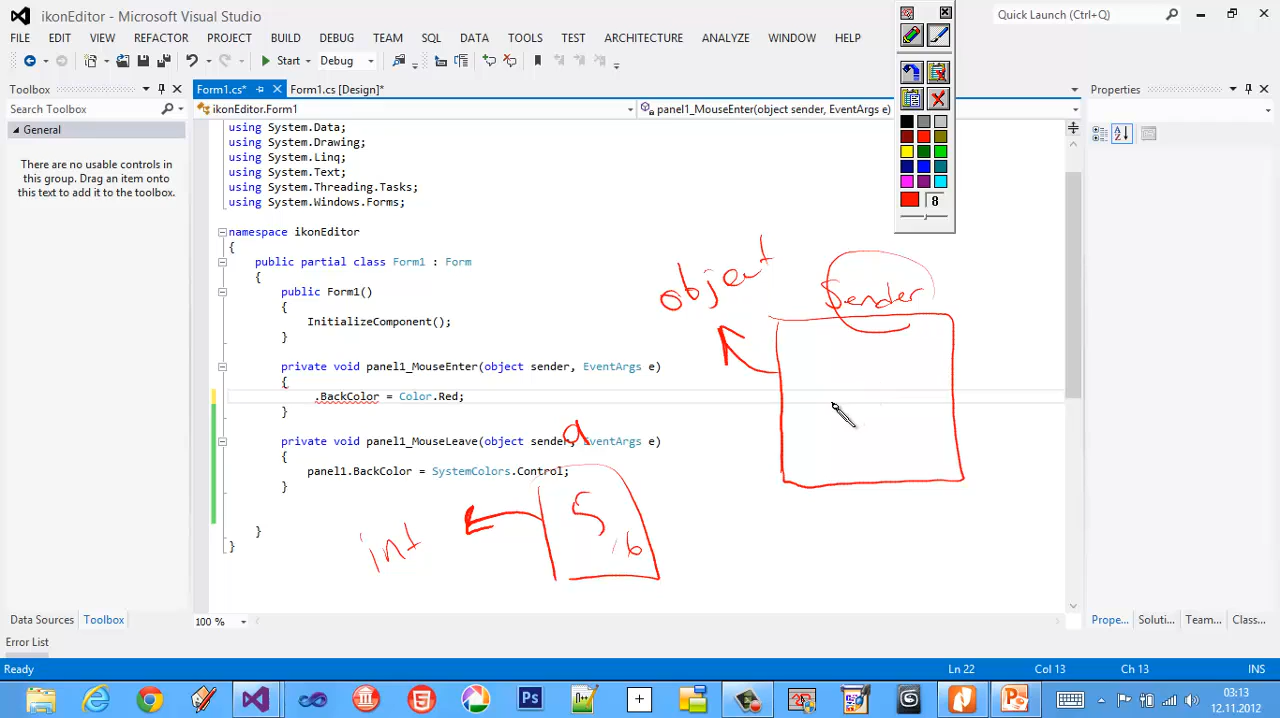 ikonEditor - Microsoft Visual Studio
Quick Launch (Ctrl+Q)
FILE EDIT VIEW REFACTOR PROJECT BUILD DEBUG TEAM SQL DATA TOOLS TEST ARCHITECTURE ANALYZE WINDOW HELP
Start Debug
Toolbox
Form1.cs* Form1.cs [Design]*
Properties
Search Toolbox
ikonEditor.Form1
panel1_MouseEnter(object sender, EventArgs e)
General
There are no usable controls in
this group. Drag an item onto
this text to add it to the toolbox.
8
using System.Data;
using System.Drawing;
using System.Linq;
using System.Text;
using System.Threading.Tasks;
using System.Windows.Forms;
namespace ikonEditor
{
public partial class Form1 : Form
{
public Form1()
{
InitializeComponent();
}
private void panel1_MouseEnter(object sender, EventArgs e)
{
.BackColor = Color.Red;
}
private void panel1_MouseLeave(object sender, EventArgs e)
{
panel1.BackColor = SystemColors.Control;
}
}
}
object
Sender
a
5
,6
int
100 %
Data Sources Toolbox
Prope... Soluti... Team... Class...
Error List
Ready
Ln 22 Col 13 Ch 13 INS
Ps
03:13
12.11.2012